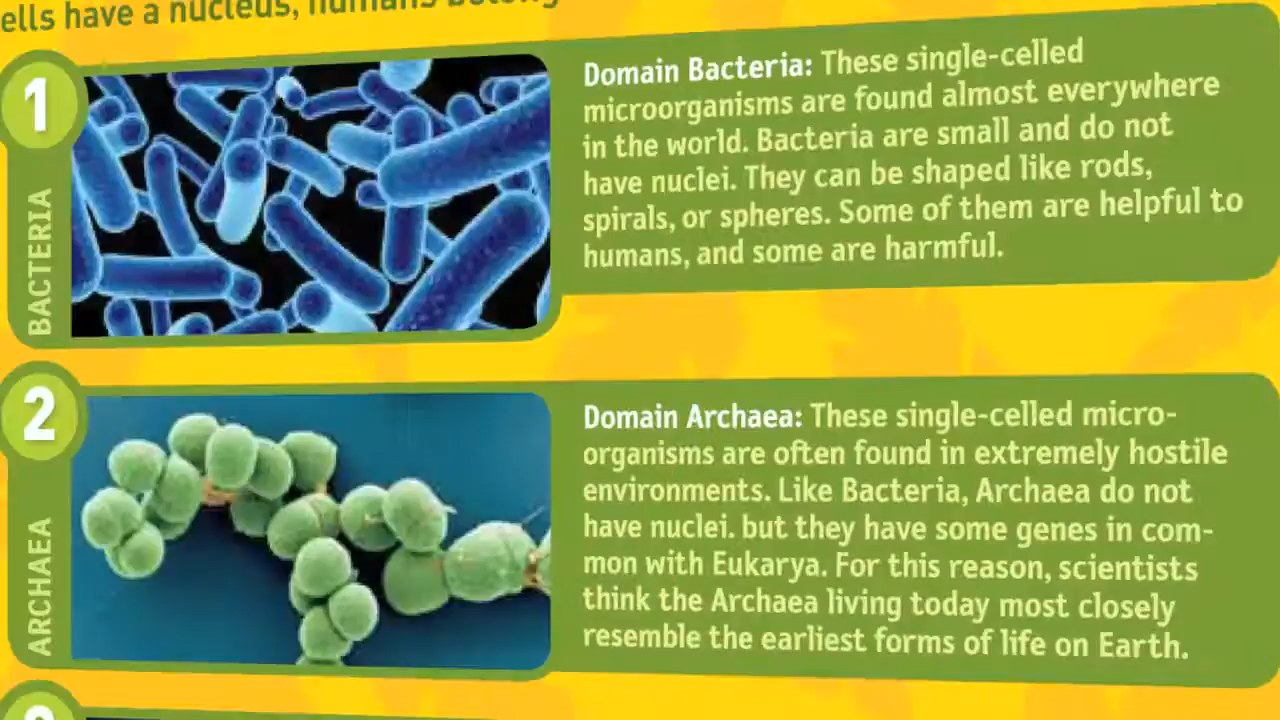 ells have a nucleus, humans belong
1
BACTERIA
Domain Bacteria: These single-celled
microorganisms are found almost everywhere
in the world. Bacteria are small and do not
have nuclei. They can be shaped like rods,
spirals, or spheres. Some of them are helpful to
humans, and some are harmful.
2
ARCHAEA
Domain Archaea: These single-celled micro-
organisms are often found in extremely hostile
environments. Like Bacteria, Archaea do not
have nuclei. but they have some genes in com-
mon with Eukarya. For this reason, scientists
think the Archaea living today most closely
resemble the earliest forms of life on Earth.